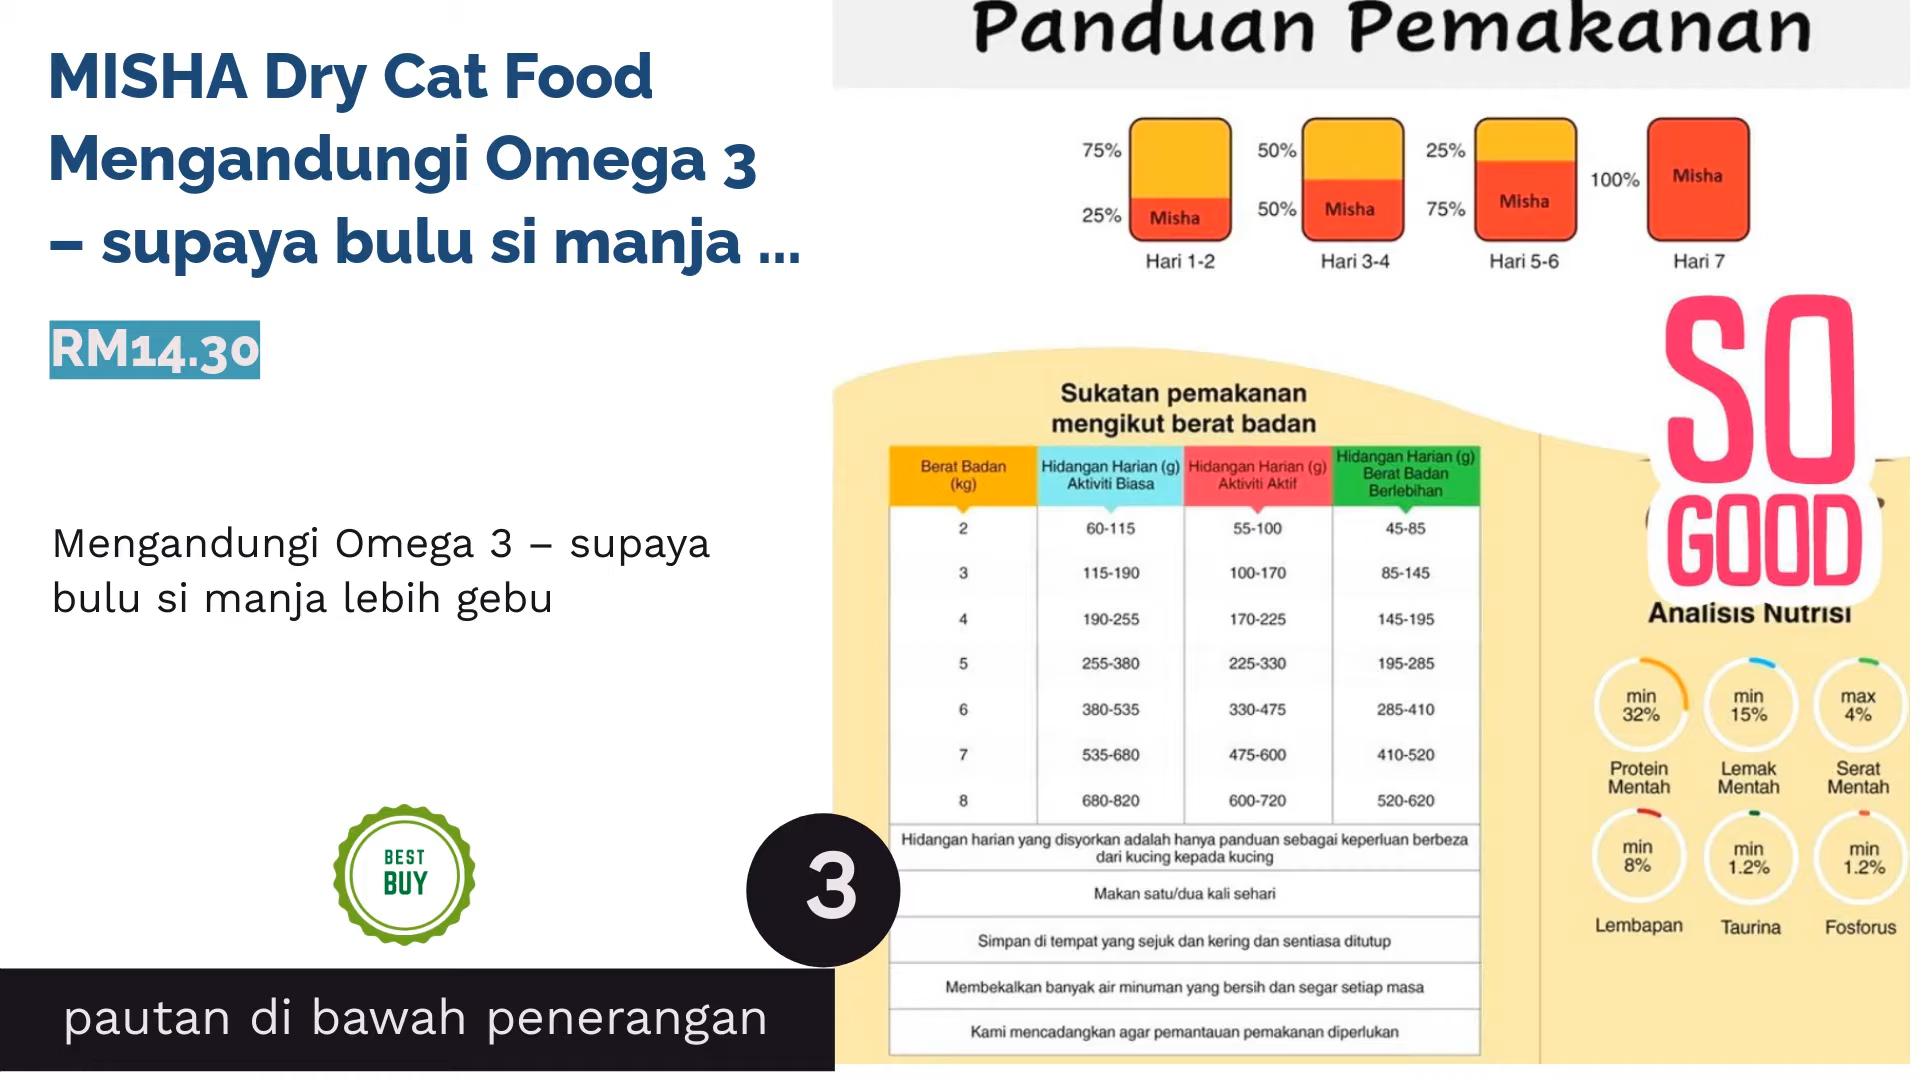 MISHA Dry Cat Food
Mengandungi Omega 3
– supaya bulu si manja ...
RM14.30
Mengandungi Omega 3 – supaya
bulu si manja lebih gebu
BEST
BUY
3
pautan di bawah penerangan
Panduan Pemakanan
75%
25%
Misha
Hari 1-2
50%
50%
Misha
Hari 3-4
25%
75%
Misha
Hari 5-6
100%
Misha
Hari 7
Sukatan pemakanan
mengikut berat badan
Berat Badan
(kg)
Hidangan Harian (g)
Aktiviti Biasa
Hidangan Harian (g)
Aktiviti Aktif
Hidangan Harian (g)
Berat Badan
Berlebihan
2 60-115 55-100 45-85
3 115-190 100-170 85-145
4 190-255 170-225 145-195
5 255-380 225-330 195-285
6 380-535 330-475 285-410
7 535-680 475-600 410-520
8 680-820 600-720 520-620
Hidangan harian yang disyorkan adalah hanya panduan sebagai keperluan berbeza
dari kucing kepada kucing
Makan satu/dua kali sehari
Simpan di tempat yang sejuk dan kering dan sentiasa ditutup
Membekalkan banyak air minuman yang bersih dan segar setiap masa
Kami mencadangkan agar pemantauan pemakanan diperlukan
SO
GOOD
Analisis Nutrisi
min
32%
Protein
Mentah
min
15%
Lemak
Mentah
max
4%
Serat
Mentah
min
8%
Lembapan
min
1.2%
Taurina
min
1.2%
Fosforus